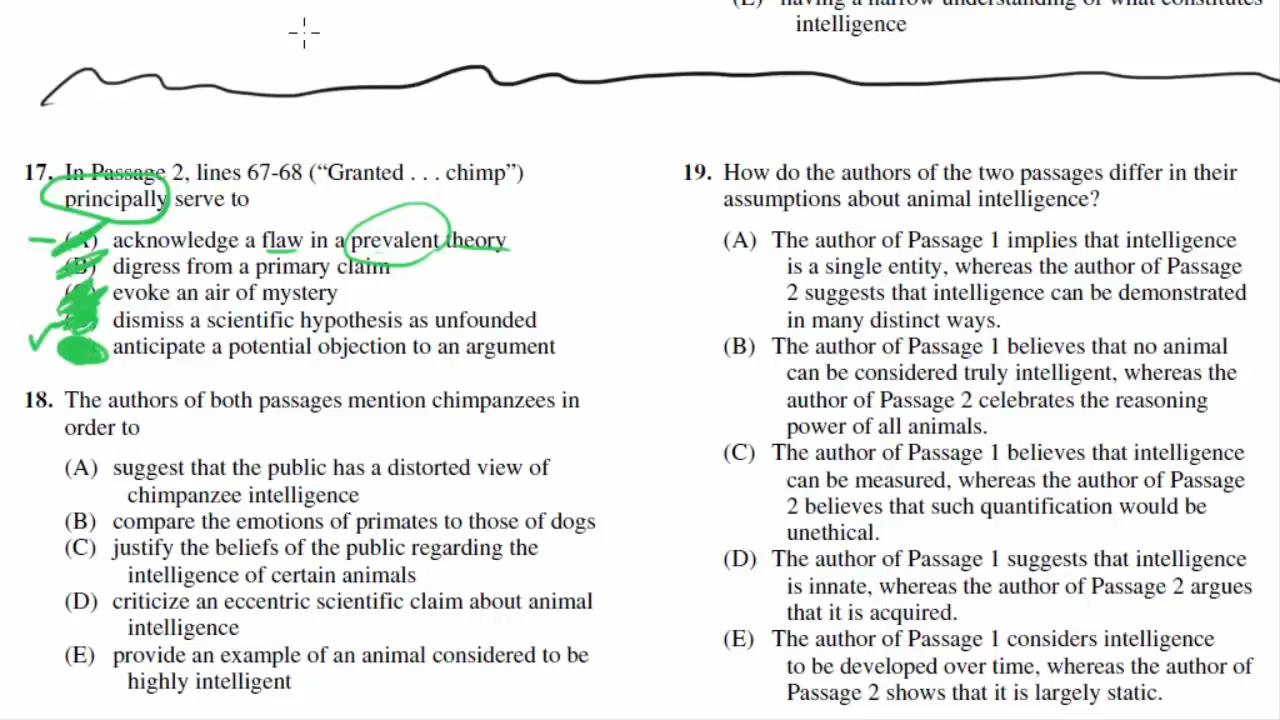 (E) having a narrow understanding of what constitutes
intelligence
17. In Passage 2, lines 67-68 (“Granted . . . chimp”)
principally serve to
(A) acknowledge a flaw in a prevalent theory
(B) digress from a primary claim
evoke an air of mystery
dismiss a scientific hypothesis as unfounded
anticipate a potential objection to an argument
18. The authors of both passages mention chimpanzees in
order to
(A) suggest that the public has a distorted view of
chimpanzee intelligence
(B) compare the emotions of primates to those of dogs
(C) justify the beliefs of the public regarding the
intelligence of certain animals
(D) criticize an eccentric scientific claim about animal
intelligence
(E) provide an example of an animal considered to be
highly intelligent
19. How do the authors of the two passages differ in their
assumptions about animal intelligence?
(A) The author of Passage 1 implies that intelligence
is a single entity, whereas the author of Passage
2 suggests that intelligence can be demonstrated
in many distinct ways.
(B) The author of Passage 1 believes that no animal
can be considered truly intelligent, whereas the
author of Passage 2 celebrates the reasoning
power of all animals.
(C) The author of Passage 1 believes that intelligence
can be measured, whereas the author of Passage
2 believes that such quantification would be
unethical.
(D) The author of Passage 1 suggests that intelligence
is innate, whereas the author of Passage 2 argues
that it is acquired.
(E) The author of Passage 1 considers intelligence
to be developed over time, whereas the author of
Passage 2 shows that it is largely static.